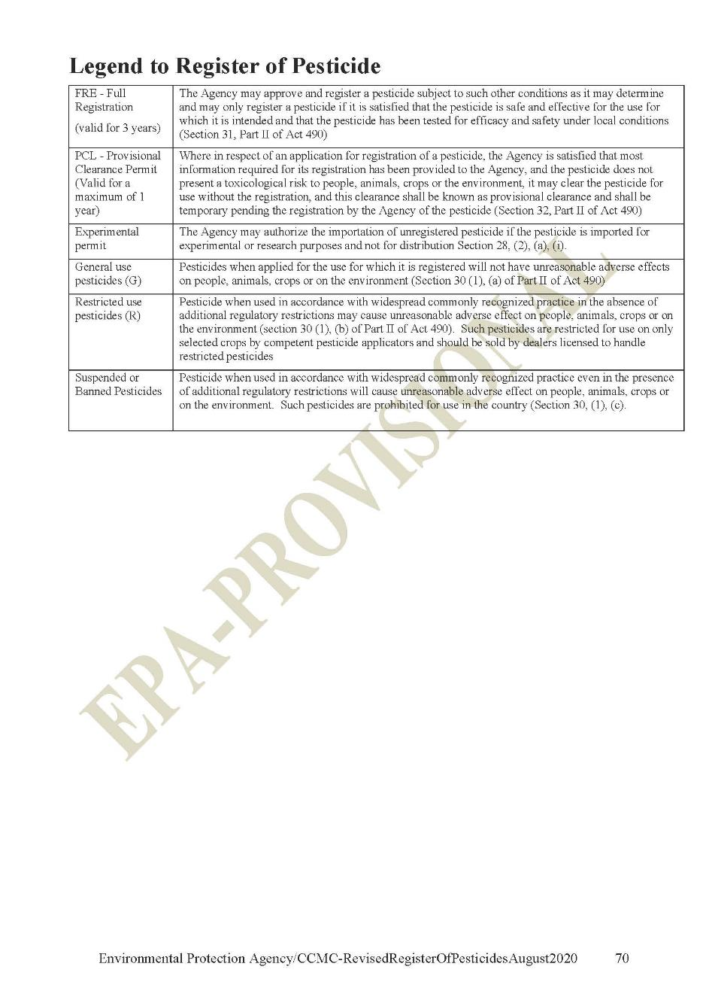 Legend to Register of Pesticide
FRE - Full
Registration
(valid for 3 years)
The Agency may approve and register a pesticide subject to such other conditions as it may determine
and may only register a pesticide if it is satisfied that the pesticide is safe and effective for the use for
which it is intended and that the pesticide has been tested for efficacy and safety under local conditions
(Section 31, Part II of Act 490)
PCL - Provisional
Clearance Permit
(Valid for a
maximum of 1
year)
Where in respect of an application for registration of a pesticide, the Agency is satisfied that most
information required for its registration has been provided to the Agency, and the pesticide does not
present a toxicological risk to people, animals, crops or the environment, it may clear the pesticide for
use without the registration, and this clearance shall be known as provisional clearance and shall be
temporary pending the registration by the Agency of the pesticide (Section 32, Part II of Act 490)
Experimental
permit
The Agency may authorize the importation of unregistered pesticide if the pesticide is imported for
experimental or research purposes and not for distribution Section 28, (2), (a), (i).
General use
pesticides (G)
Pesticides when applied for the use for which it is registered will not have unreasonable adverse effects
on people, animals, crops or on the environment (Section 30 (1), (a) of Part II of Act 490)
Restricted use
pesticides (R)
Pesticide when used in accordance with widespread commonly recognized practice in the absence of
additional regulatory restrictions may cause unreasonable adverse effect on people, animals, crops or on
the environment (section 30 (1), (b) of Part II of Act 490).  Such pesticides are restricted for use on only
selected crops by competent pesticide applicators and should be sold by dealers licensed to handle
restricted pesticides
Suspended or
Banned Pesticides
Pesticide when used in accordance with widespread commonly recognized practice even in the presence
of additional regulatory restrictions will cause unreasonable adverse effect on people, animals, crops or
on the environment.  Such pesticides are prohibited for use in the country (Section 30, (1), (c).
EPA-PROVISIONAL
Environmental Protection Agency/CCMC-RevisedRegisterOfPesticidesAugust2020 70